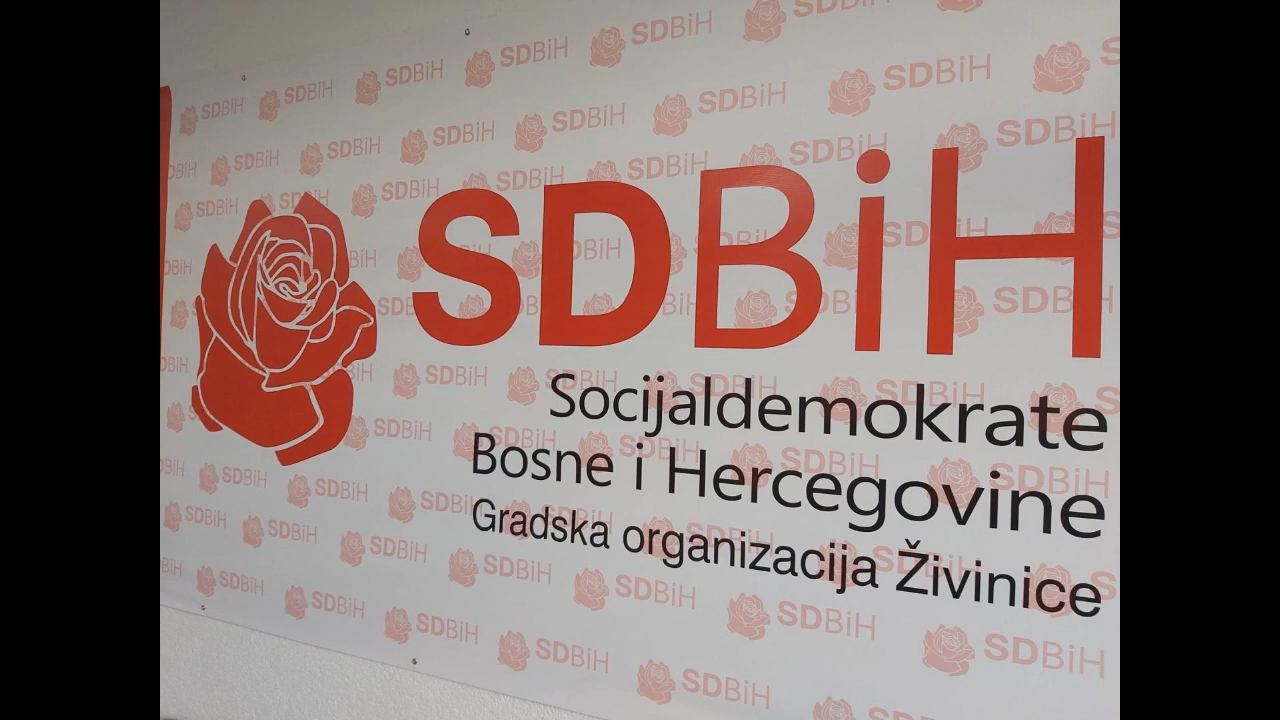 SDBiH
Socijaldemokrate
Bosne i Hercegovine
Gradska organizacija Živinice